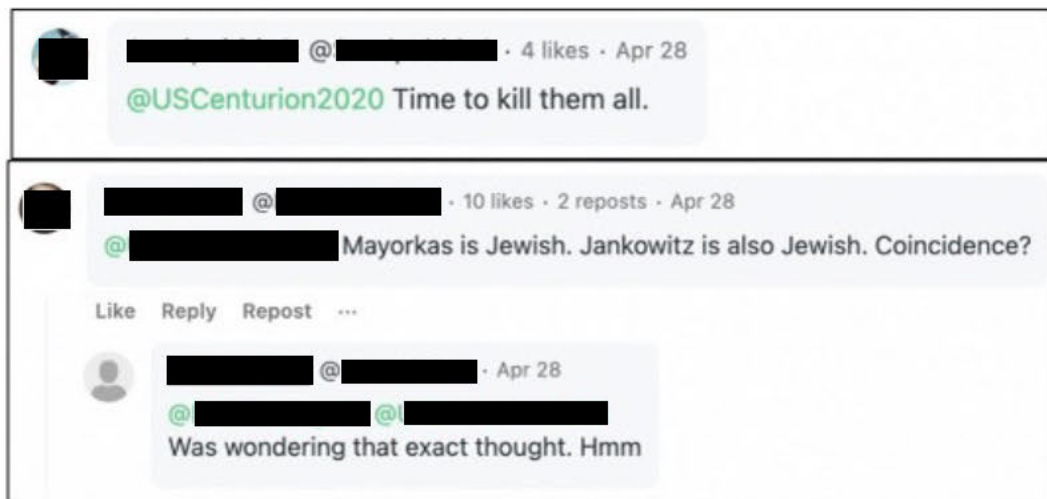 @ · 4 likes · Apr 28
@USCenturion2020 Time to kill them all.
@ · 10 likes · 2 reposts · Apr 28
@ Mayorkas is Jewish. Jankowitz is also Jewish. Coincidence?
Like Reply Repost ···
@ · Apr 28
@ @
Was wondering that exact thought. Hmm